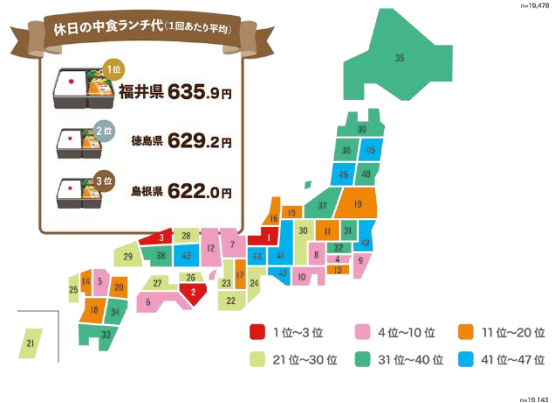 n=19,478
休日の中食ランチ代(1回あたり平均)
1位
福井県 635.9円
2位
徳島県 629.2円
3位
島根県 622.0円
35
30
36 45
46 40
37 19
16 15
1 30 11 31 42
3 28 12 7 41 32
29 38 43 8 4 9
10 13
26 23 17 24
25 14 5 20 27 6 2 22
18 34
33
21
1位~3位 4位~10位 11位~20位
21位~30位 31位~40位 41位~47位
n=19,143